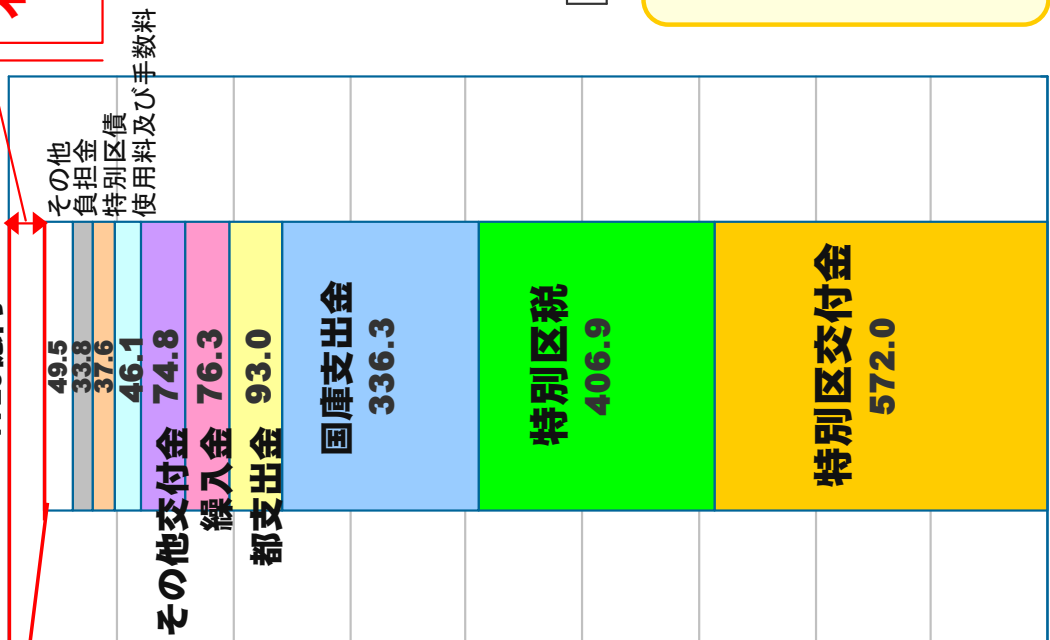 その他
負担金
特別区債
使用料及び手数料
49.5
33.8
37.6
46.1
その他交付金 74.8
繰入金 76.3
都支出金 93.0
国庫支出金
336.3
特別区税
406.9
特別区交付金
572.0